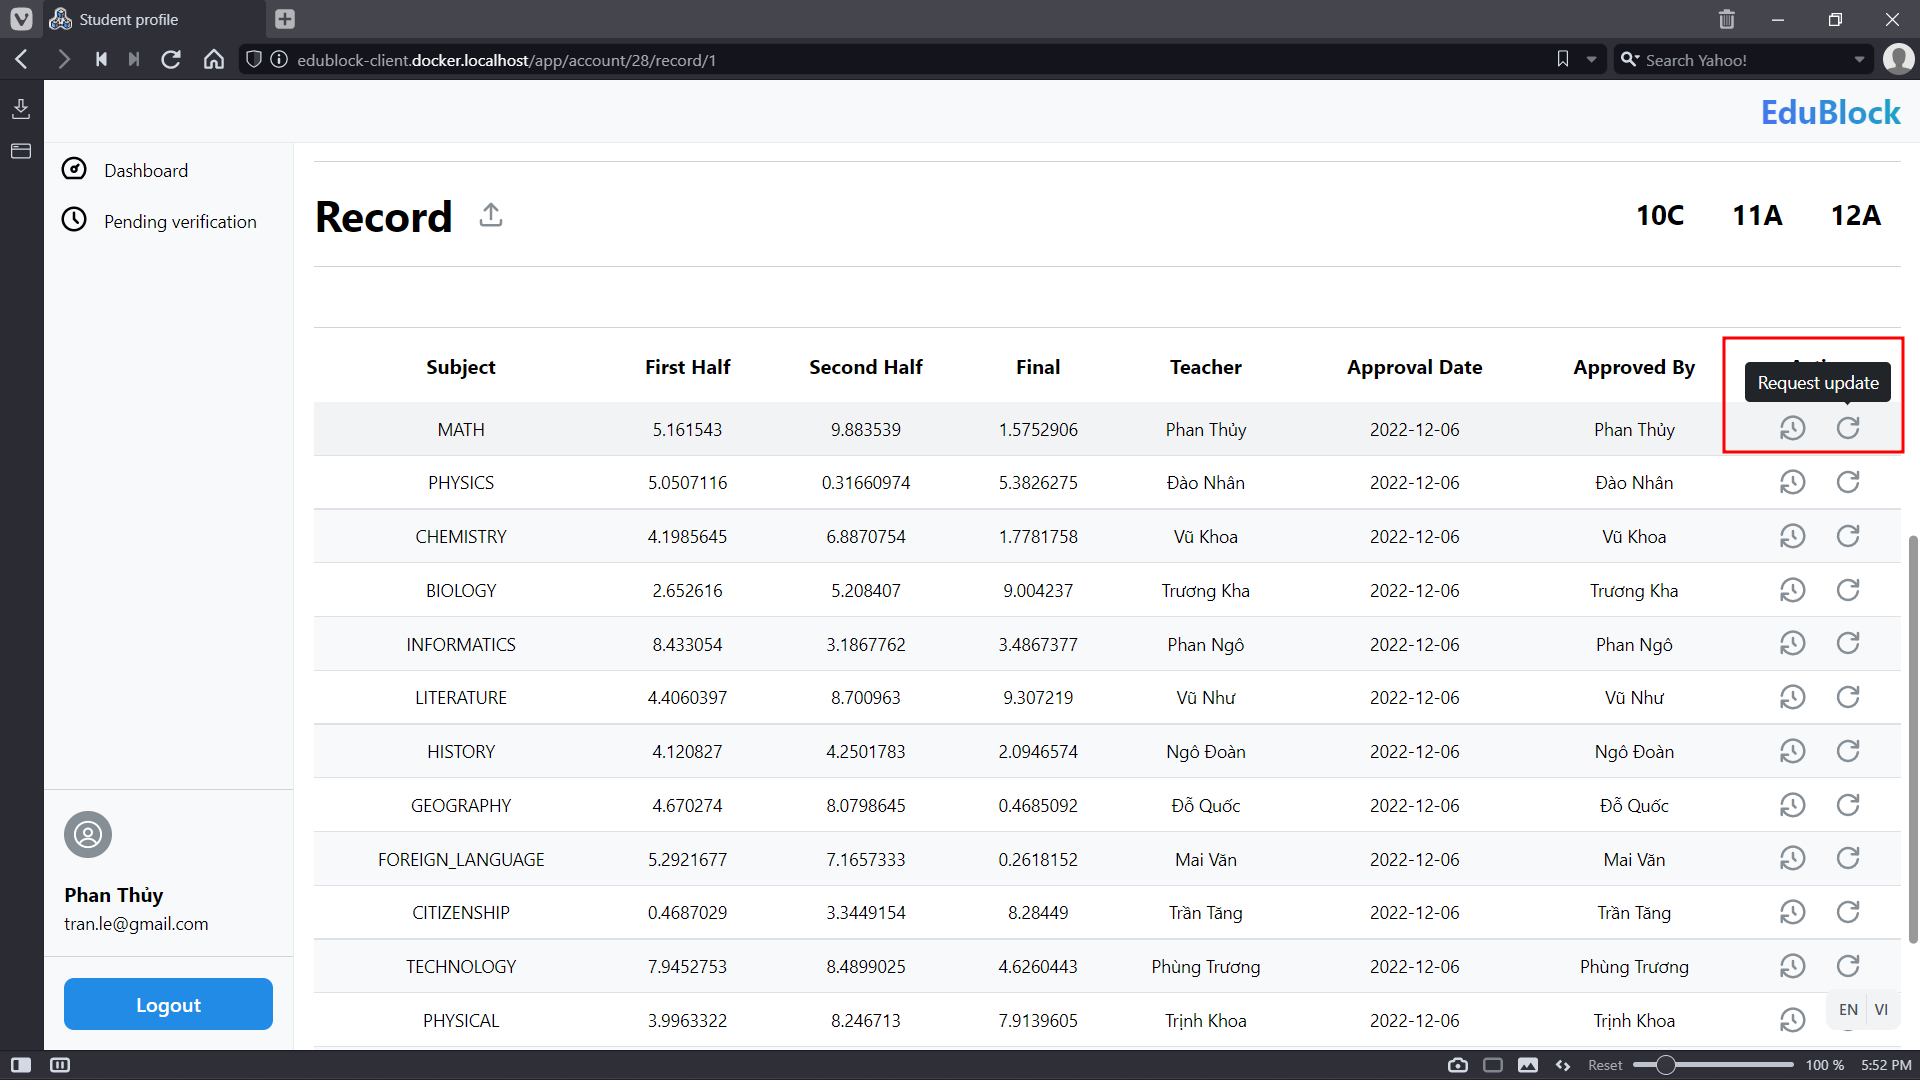 Student profile
edublock-client.docker.localhost/app/account/28/record/1
Search Yahoo!
EduBlock
Dashboard
Pending verification
Record
10C 11A 12A
Subject First Half Second Half Final Teacher Approval Date Approved By
Request update
MATH 5.161543 9.883539 1.5752906 Phan Thủy 2022-12-06 Phan Thủy
PHYSICS 5.0507116 0.31660974 5.3826275 Đào Nhân 2022-12-06 Đào Nhân
CHEMISTRY 4.1985645 6.8870754 1.7781758 Vũ Khoa 2022-12-06 Vũ Khoa
BIOLOGY 2.652616 5.208407 9.004237 Trương Kha 2022-12-06 Trương Kha
INFORMATICS 8.433054 3.1867762 3.4867377 Phan Ngô 2022-12-06 Phan Ngô
LITERATURE 4.4060397 8.700963 9.307219 Vũ Như 2022-12-06 Vũ Như
HISTORY 4.120827 4.2501783 2.0946574 Ngô Đoàn 2022-12-06 Ngô Đoàn
GEOGRAPHY 4.670274 8.0798645 0.4685092 Đỗ Quốc 2022-12-06 Đỗ Quốc
FOREIGN_LANGUAGE 5.2921677 7.1657333 0.2618152 Mai Văn 2022-12-06 Mai Văn
CITIZENSHIP 0.4687029 3.3449154 8.28449 Trần Tăng 2022-12-06 Trần Tăng
TECHNOLOGY 7.9452753 8.4899025 4.6260443 Phùng Trương 2022-12-06 Phùng Trương
PHYSICAL 3.9963322 8.246713 7.9139605 Trịnh Khoa 2022-12-06 Trịnh Khoa
Phan Thủy
tran.le@gmail.com
Logout
EN VI
Reset 100 % 5:52 PM